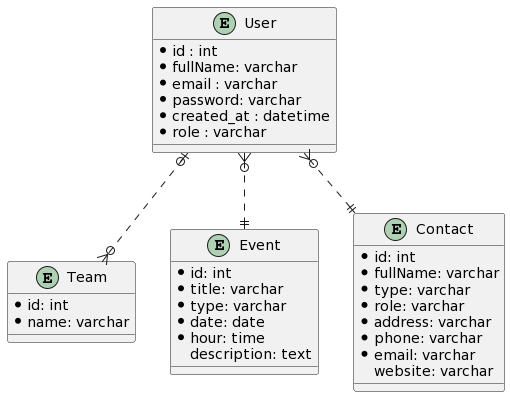 E User
id : int
fullName: varchar
email : varchar
password: varchar
created_at : datetime
role : varchar
E Team
id: int
name: varchar
E Event
id: int
title: varchar
type: varchar
date: date
hour: time
description: text
E Contact
id: int
fullName: varchar
type: varchar
role: varchar
address: varchar
phone: varchar
email: varchar
website: varchar